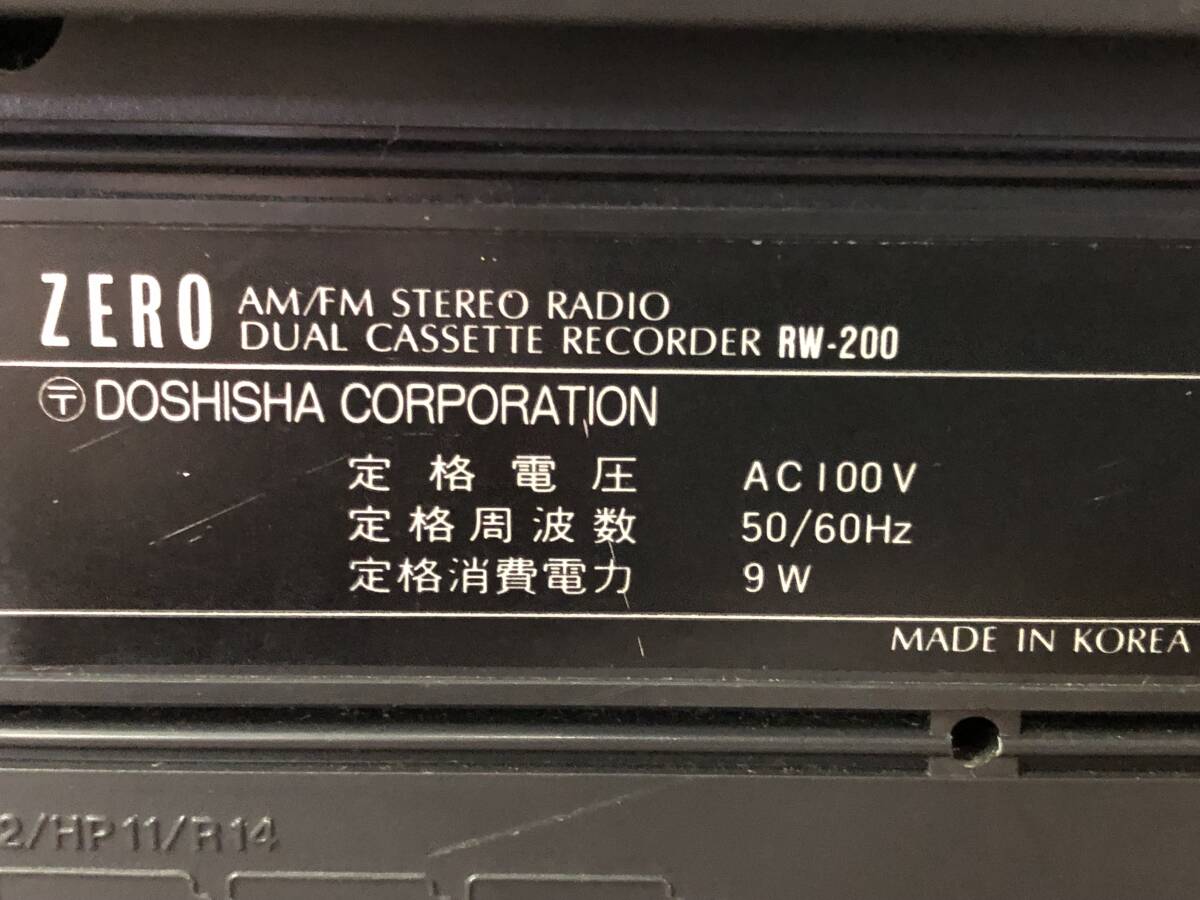 ZERO AM/FM STEREO RADIO
DUAL CASSETTE RECORDER RW-200
〒 DOSHISHA CORPORATION
定格電圧 AC100V
定格周波数 50/60Hz
定格消費電力 9W
MADE IN KOREA
2/HP11/R14